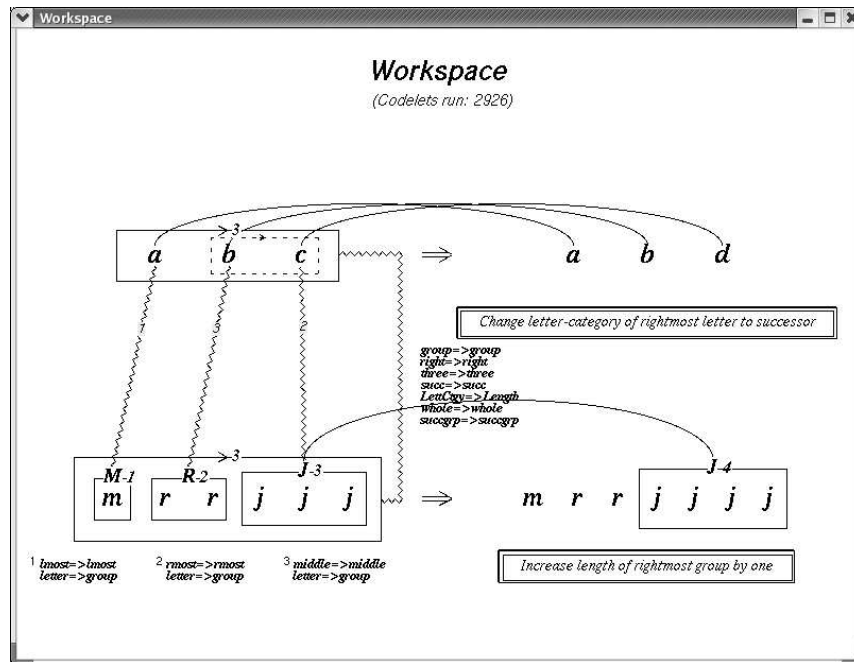 Workspace
Workspace
(Codelets run: 2926)
3
a b c ⇒ a b d
Change letter-category of rightmost letter to successor
1 3 2
group=>group
right=>right
three=>three
succ=>succ
LettCtgy=>Length
whole=>whole
succgrp=>succgrp
3
M-1 R-2 J-3 J-4
m r r j j j ⇒ m r r j j j j
1 lmost=>lmost 2 rmost=>rmost 3 middle=>middle
letter=>group letter=>group letter=>group
Increase length of rightmost group by one